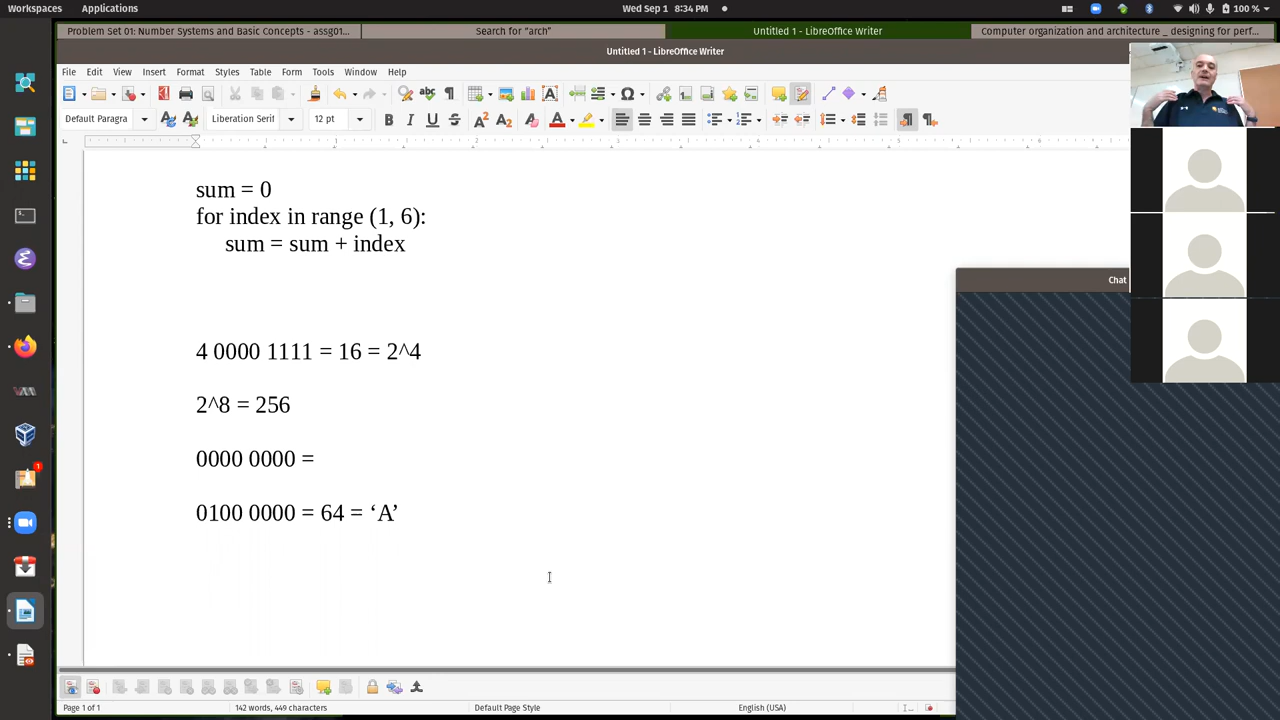 Workspaces Applications Wed Sep 1 8:34 PM 100 %
Problem Set 01: Number Systems and Basic Concepts - assg01... Search for “arch” Untitled 1 - LibreOffice Writer Computer organization and architecture _ designing for perf...
Untitled 1 - LibreOffice Writer
File Edit View Insert Format Styles Table Form Tools Window Help
Default Paragra Liberation Serif 12 pt
sum = 0
for index in range (1, 6):
sum = sum + index
Chat
4 0000 1111 = 16 = 2^4
2^8 = 256
0000 0000 =
0100 0000 = 64 = ‘A’
Page 1 of 1 142 words, 449 characters Default Page Style English (USA)